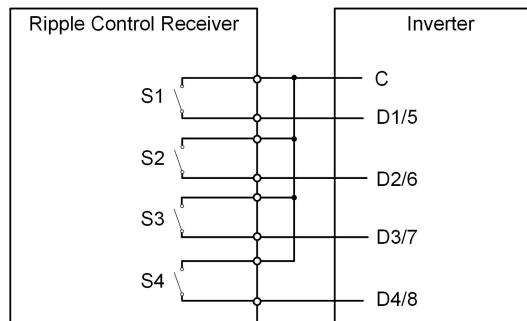 Ripple Control Receiver
Inverter
S1
C
D1/5
S2
D2/6
S3
D3/7
S4
D4/8